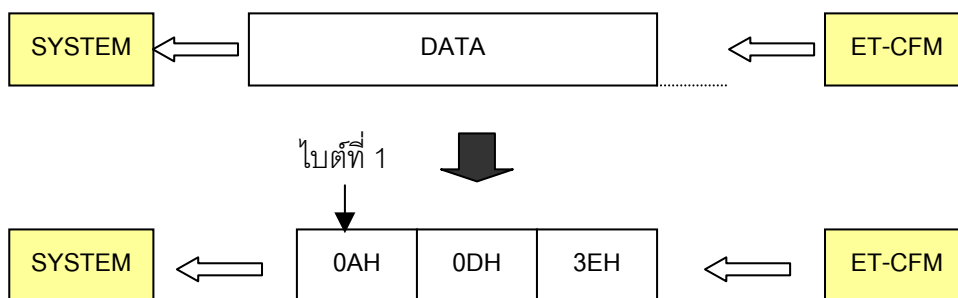 SYSTEM DATA ET-CFM
ไบต์ที่ 1
SYSTEM 0AH 0DH 3EH ET-CFM